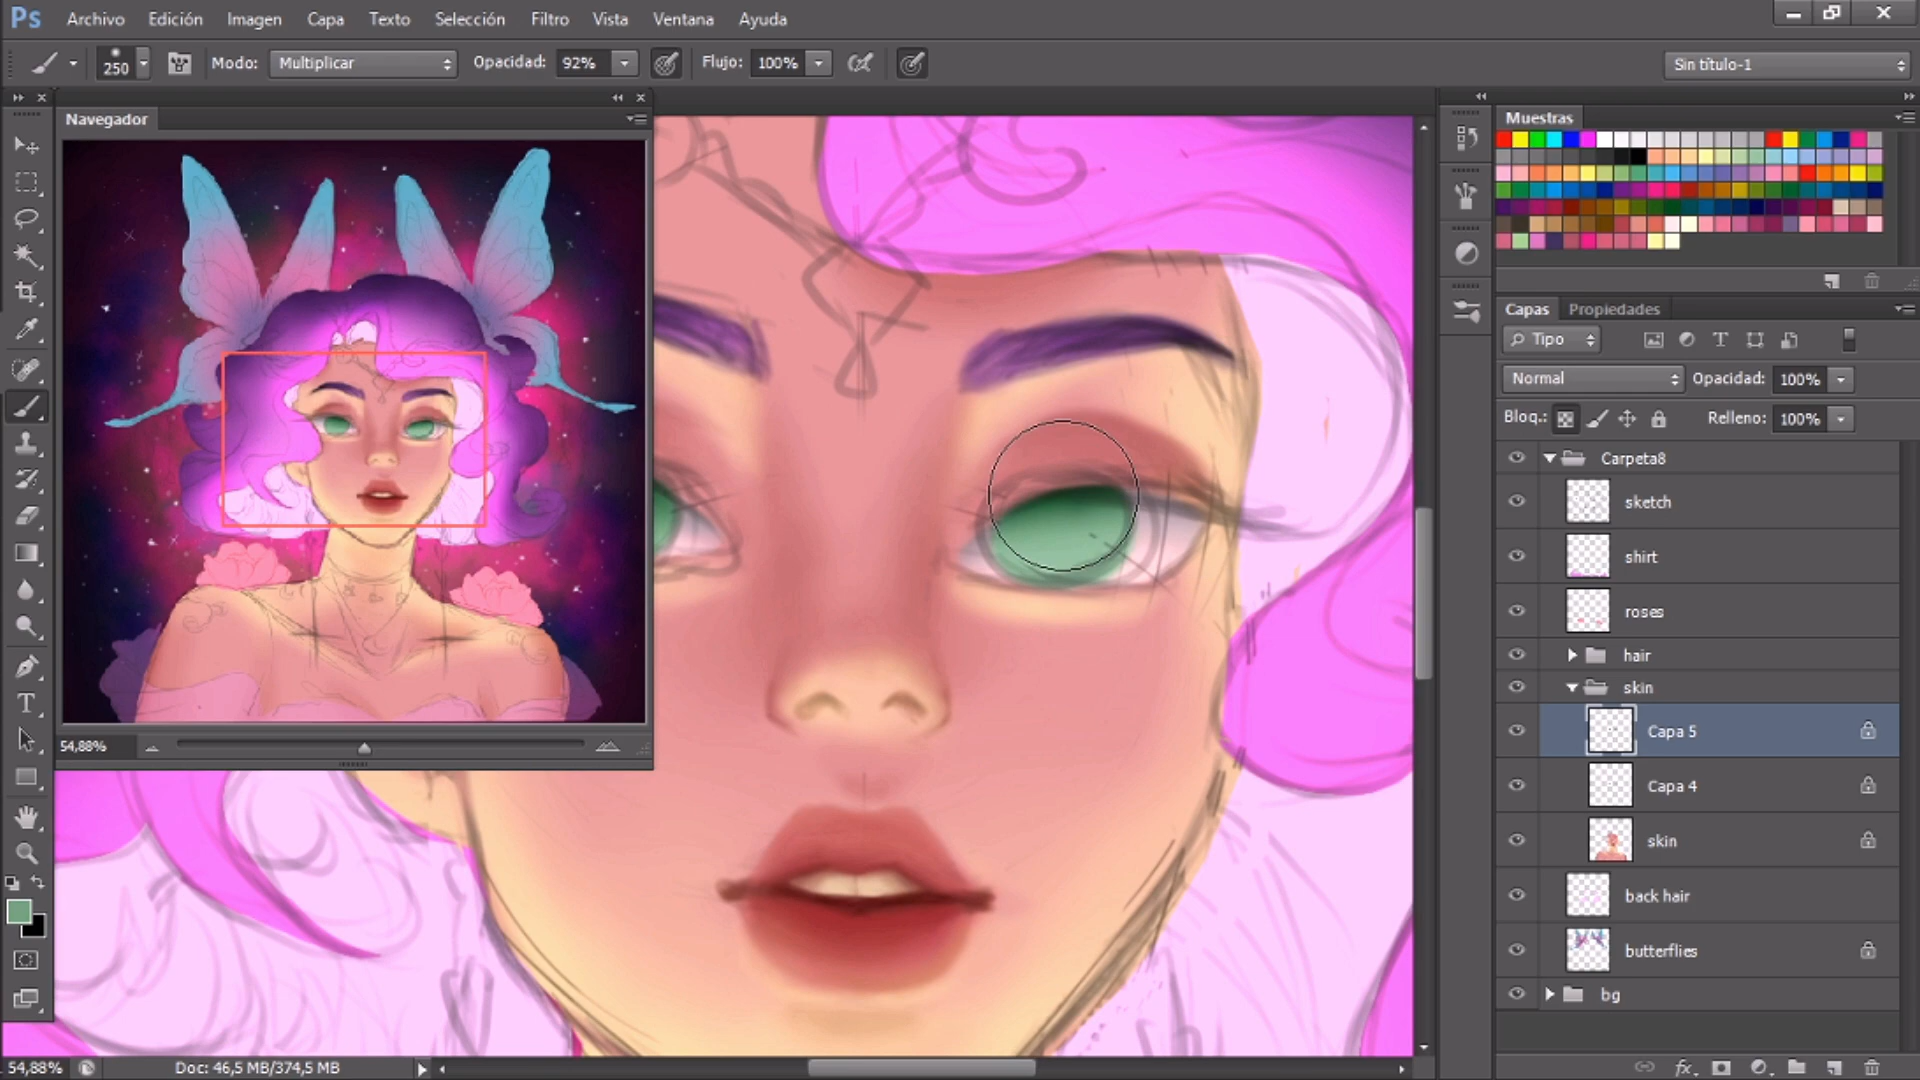 Ps Archivo Edición Imagen Capa Texto Selección Filtro Vista Ventana Ayuda
250 Modo: Multiplicar Opacidad: 92% Flujo: 100% Sin título-1
Navegador
54,88%
Muestras
Capas Propiedades
Tipo
Normal Opacidad: 100%
Bloq.: Relleno: 100%
Carpeta8
sketch
shirt
roses
hair
skin
Capa 5
Capa 4
skin
back hair
butterflies
bg
fx
54,88% Doc: 46,5 MB/374,5 MB